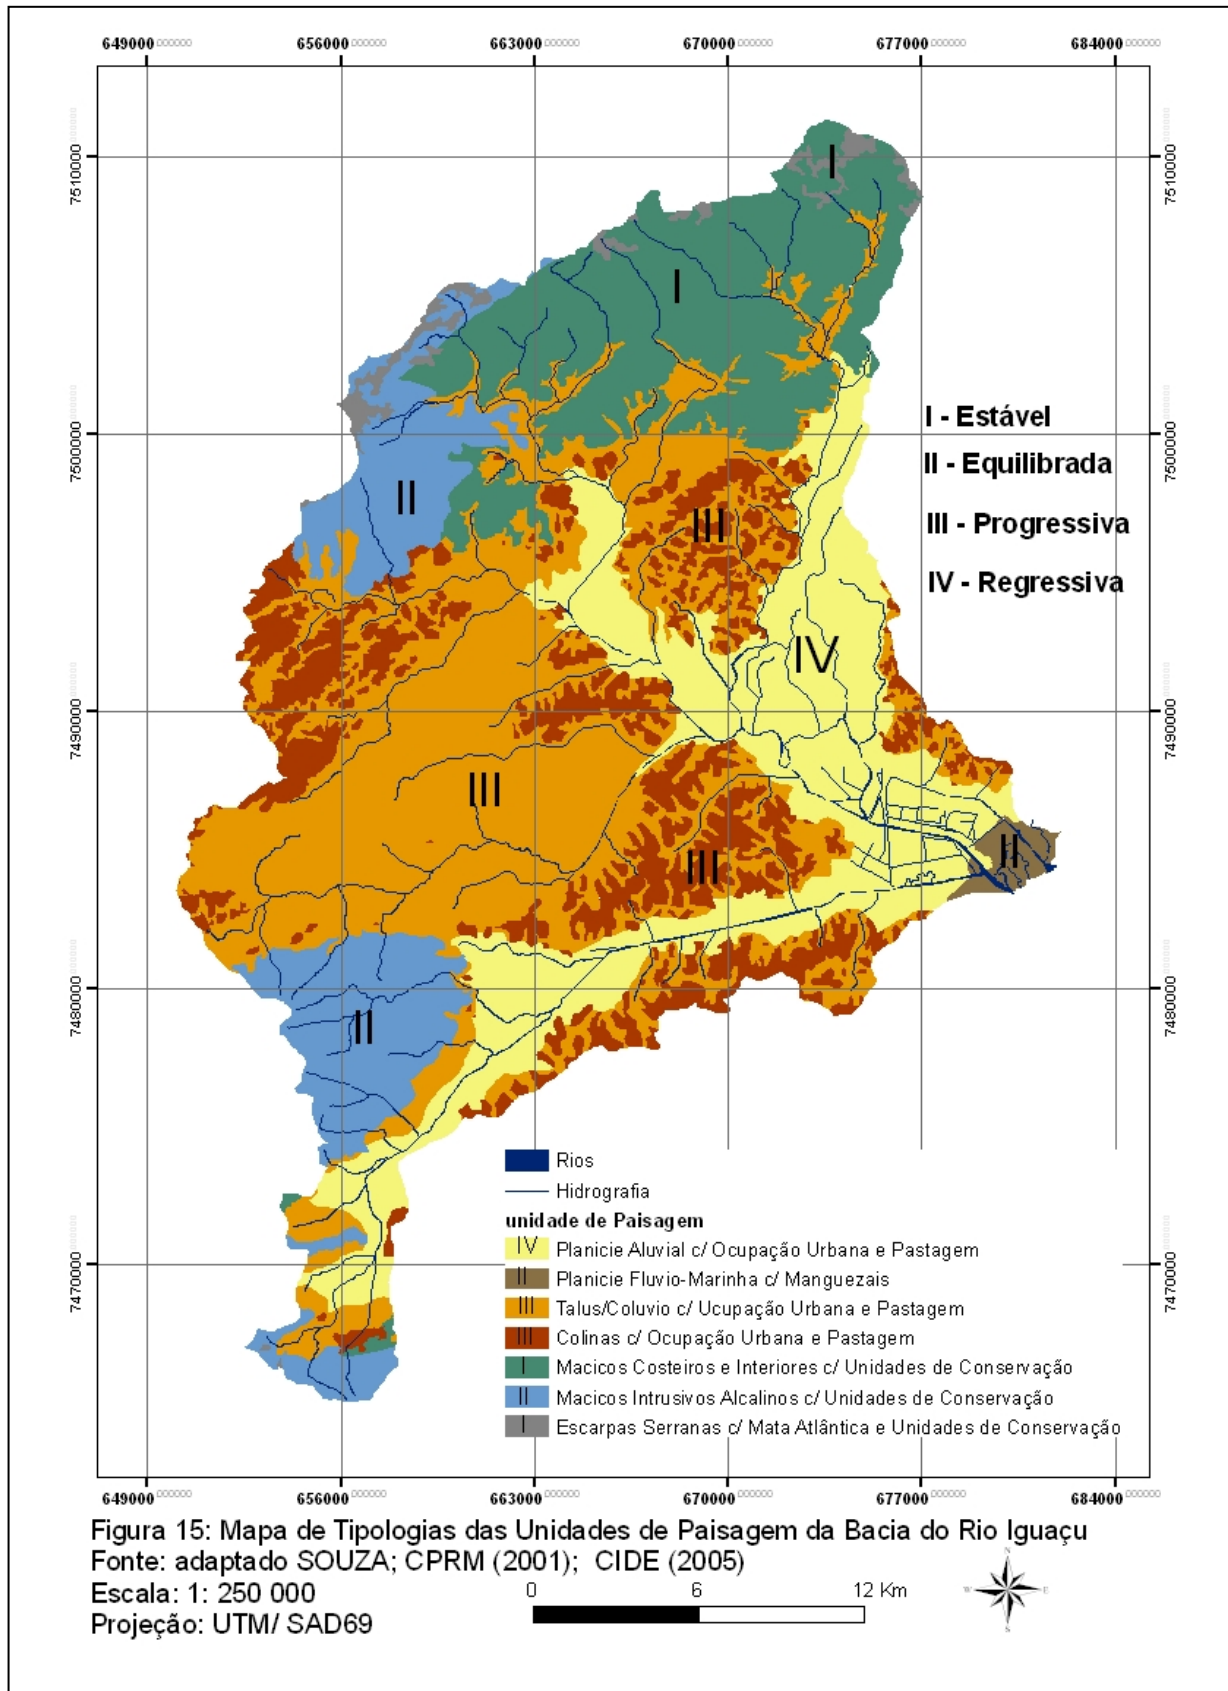 649000 656000 663000 670000 677000 684000
7510000 7510000
I
I
I - Estável
7500000 7500000
II - Equilibrada
II
III
III - Progressiva
IV - Regressiva
IV
7490000 7490000
III
II
III
7480000 7480000
II
Rios
Hidrografia
unidade de Paisagem
IV Planicie Aluvial c/ Ocupação Urbana e Pastagem
7470000 7470000
II Planicie Fluvio-Marinha c/ Manguezais
III Talus/Coluvio c/ Ucupação Urbana e Pastagem
III Colinas c/ Ocupação Urbana e Pastagem
I Macicos Costeiros e Interiores c/ Unidades de Conservação
II Macicos Intrusivos Alcalinos c/ Unidades de Conservação
I Escarpas Serranas c/ Mata Atlântica e Unidades de Conservação
649000 656000 663000 670000 677000 684000
Figura 15: Mapa de Tipologias das Unidades de Paisagem da Bacia do Rio Iguaçu
Fonte: adaptado SOUZA; CPRM (2001); CIDE (2005)
Escala: 1: 250 000
0 6 12 Km
Projeção: UTM/ SAD69
N
W E
S